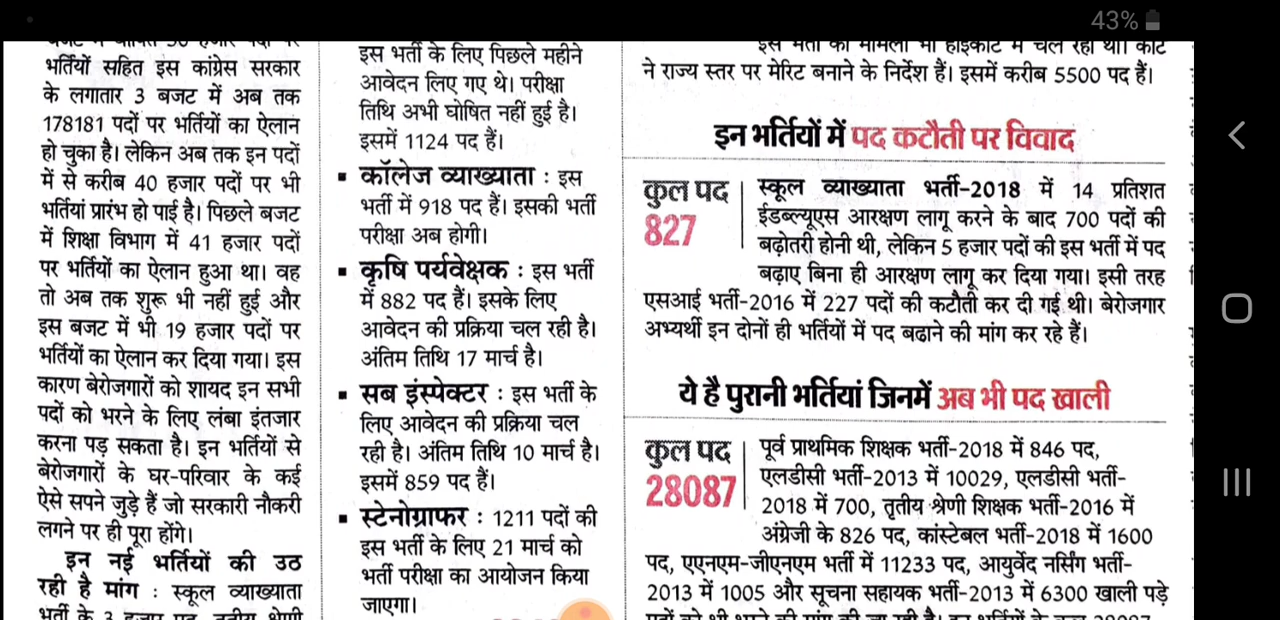 43%
भर्तियों सहित इस कांग्रेस सरकार
के लगातार 3 बजट में अब तक
178181 पदों पर भर्तियों का ऐलान
हो चुका है। लेकिन अब तक इन पदों
में से करीब 40 हजार पदों पर भी
भर्तियां प्रारंभ हो पाई है। पिछले बजट
में शिक्षा विभाग में 41 हजार पदों
पर भर्तियों का ऐलान हुआ था। वह
तो अब तक शुरू भी नहीं हुई और
इस बजट में भी 19 हजार पदों पर
भर्तियों का ऐलान कर दिया गया। इस
कारण बेरोजगारों को शायद इन सभी
पदों को भरने के लिए लंबा इंतजार
करना पड़ सकता है। इन भर्तियों से
बेरोजगारों के घर-परिवार के कई
ऐसे सपने जुड़े हैं जो सरकारी नौकरी
लगने पर ही पूरा होंगे।
इन नई भर्तियों की उठ
रही है मांग : स्कूल व्याख्याता
भर्ती के 3 हजार पद, तृतीय श्रेणी
इस भर्ती के लिए पिछले महीने
आवेदन लिए गए थे। परीक्षा
तिथि अभी घोषित नहीं हुई है।
इसमें 1124 पद हैं।
▪ कॉलेज व्याख्याता : इस
भर्ती में 918 पद हैं। इसकी भर्ती
परीक्षा अब होगी।
▪ कृषि पर्यवेक्षक : इस भर्ती
में 882 पद हैं। इसके लिए
आवेदन की प्रक्रिया चल रही है।
अंतिम तिथि 17 मार्च है।
▪ सब इंस्पेक्टर : इस भर्ती के
लिए आवेदन की प्रक्रिया चल
रही है। अंतिम तिथि 10 मार्च है।
इसमें 859 पद हैं।
▪ स्टेनोग्राफर : 1211 पदों की
इस भर्ती के लिए 21 मार्च को
भर्ती परीक्षा का आयोजन किया
जाएगा।
इस भर्ती का मामला भी हाईकोर्ट में चल रहा था। कोर्ट
ने राज्य स्तर पर मेरिट बनाने के निर्देश हैं। इसमें करीब 5500 पद हैं।
इन भर्तियों में पद कटौती पर विवाद
कुल पद
827
स्कूल व्याख्याता भर्ती-2018 में 14 प्रतिशत
ईडब्ल्यूएस आरक्षण लागू करने के बाद 700 पदों की
बढ़ोतरी होनी थी, लेकिन 5 हजार पदों की इस भर्ती में पद
बढ़ाए बिना ही आरक्षण लागू कर दिया गया। इसी तरह
एसआई भर्ती-2016 में 227 पदों की कटौती कर दी गई थी। बेरोजगार
अभ्यर्थी इन दोनों ही भर्तियों में पद बढाने की मांग कर रहे हैं।
ये है पुरानी भर्तियां जिनमें अब भी पद खाली
कुल पद
28087
पूर्व प्राथमिक शिक्षक भर्ती-2018 में 846 पद,
एलडीसी भर्ती-2013 में 10029, एलडीसी भर्ती-
2018 में 700, तृतीय श्रेणी शिक्षक भर्ती-2016 में
अंग्रेजी के 826 पद, कांस्टेबल भर्ती-2018 में 1600
पद, एएनएम-जीएनएम भर्ती में 11233 पद, आयुर्वेद नर्सिंग भर्ती-
2013 में 1005 और सूचना सहायक भर्ती-2013 में 6300 खाली पड़े